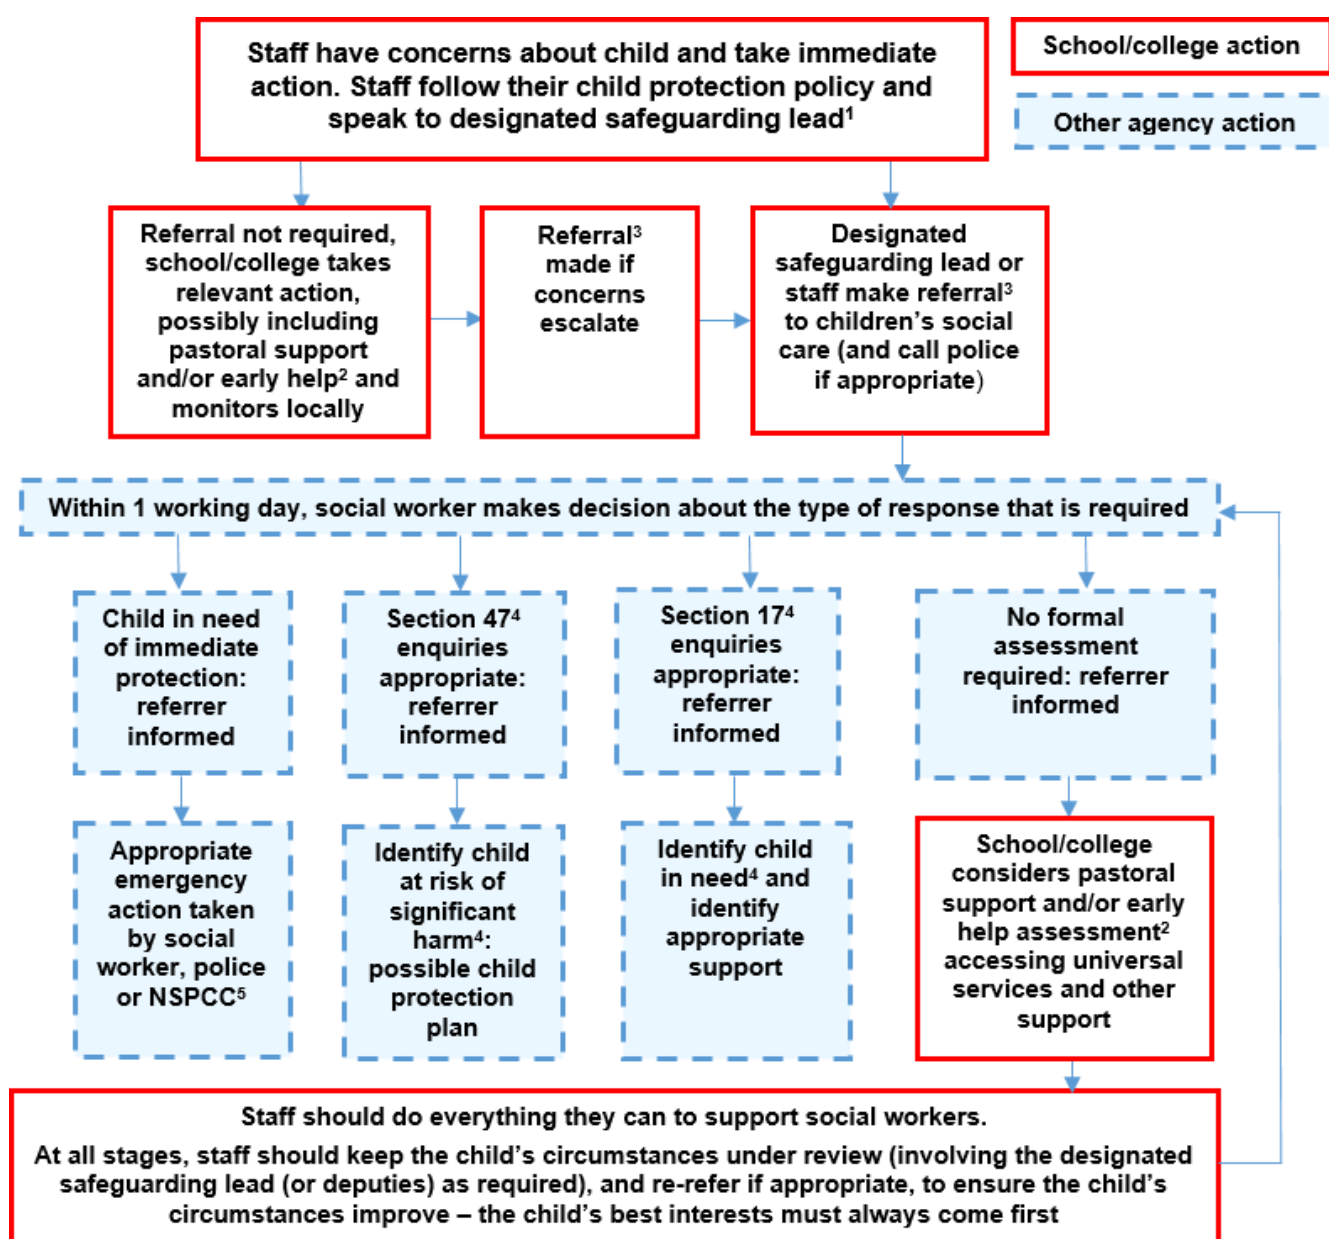 Staff have concerns about child and take immediate
action. Staff follow their child protection policy and
speak to designated safeguarding lead¹
School/college action
Other agency action
Referral not required,
school/college takes
relevant action,
possibly including
pastoral support
and/or early help² and
monitors locally
Referral³
made if
concerns
escalate
Designated
safeguarding lead or
staff make referral³
to children’s social
care (and call police
if appropriate)
Within 1 working day, social worker makes decision about the type of response that is required
Child in need
of immediate
protection:
referrer
informed
Section 47⁴
enquiries
appropriate:
referrer
informed
Section 17⁴
enquiries
appropriate:
referrer
informed
No formal
assessment
required: referrer
informed
Appropriate
emergency
action taken
by social
worker, police
or NSPCC⁵
Identify child
at risk of
significant
harm⁴:
possible child
protection
plan
Identify child
in need⁴ and
identify
appropriate
support
School/college
considers pastoral
support and/or early
help assessment²
accessing universal
services and other
support
Staff should do everything they can to support social workers.
At all stages, staff should keep the child’s circumstances under review (involving the designated
safeguarding lead (or deputies) as required), and re-refer if appropriate, to ensure the child’s
circumstances improve – the child’s best interests must always come first